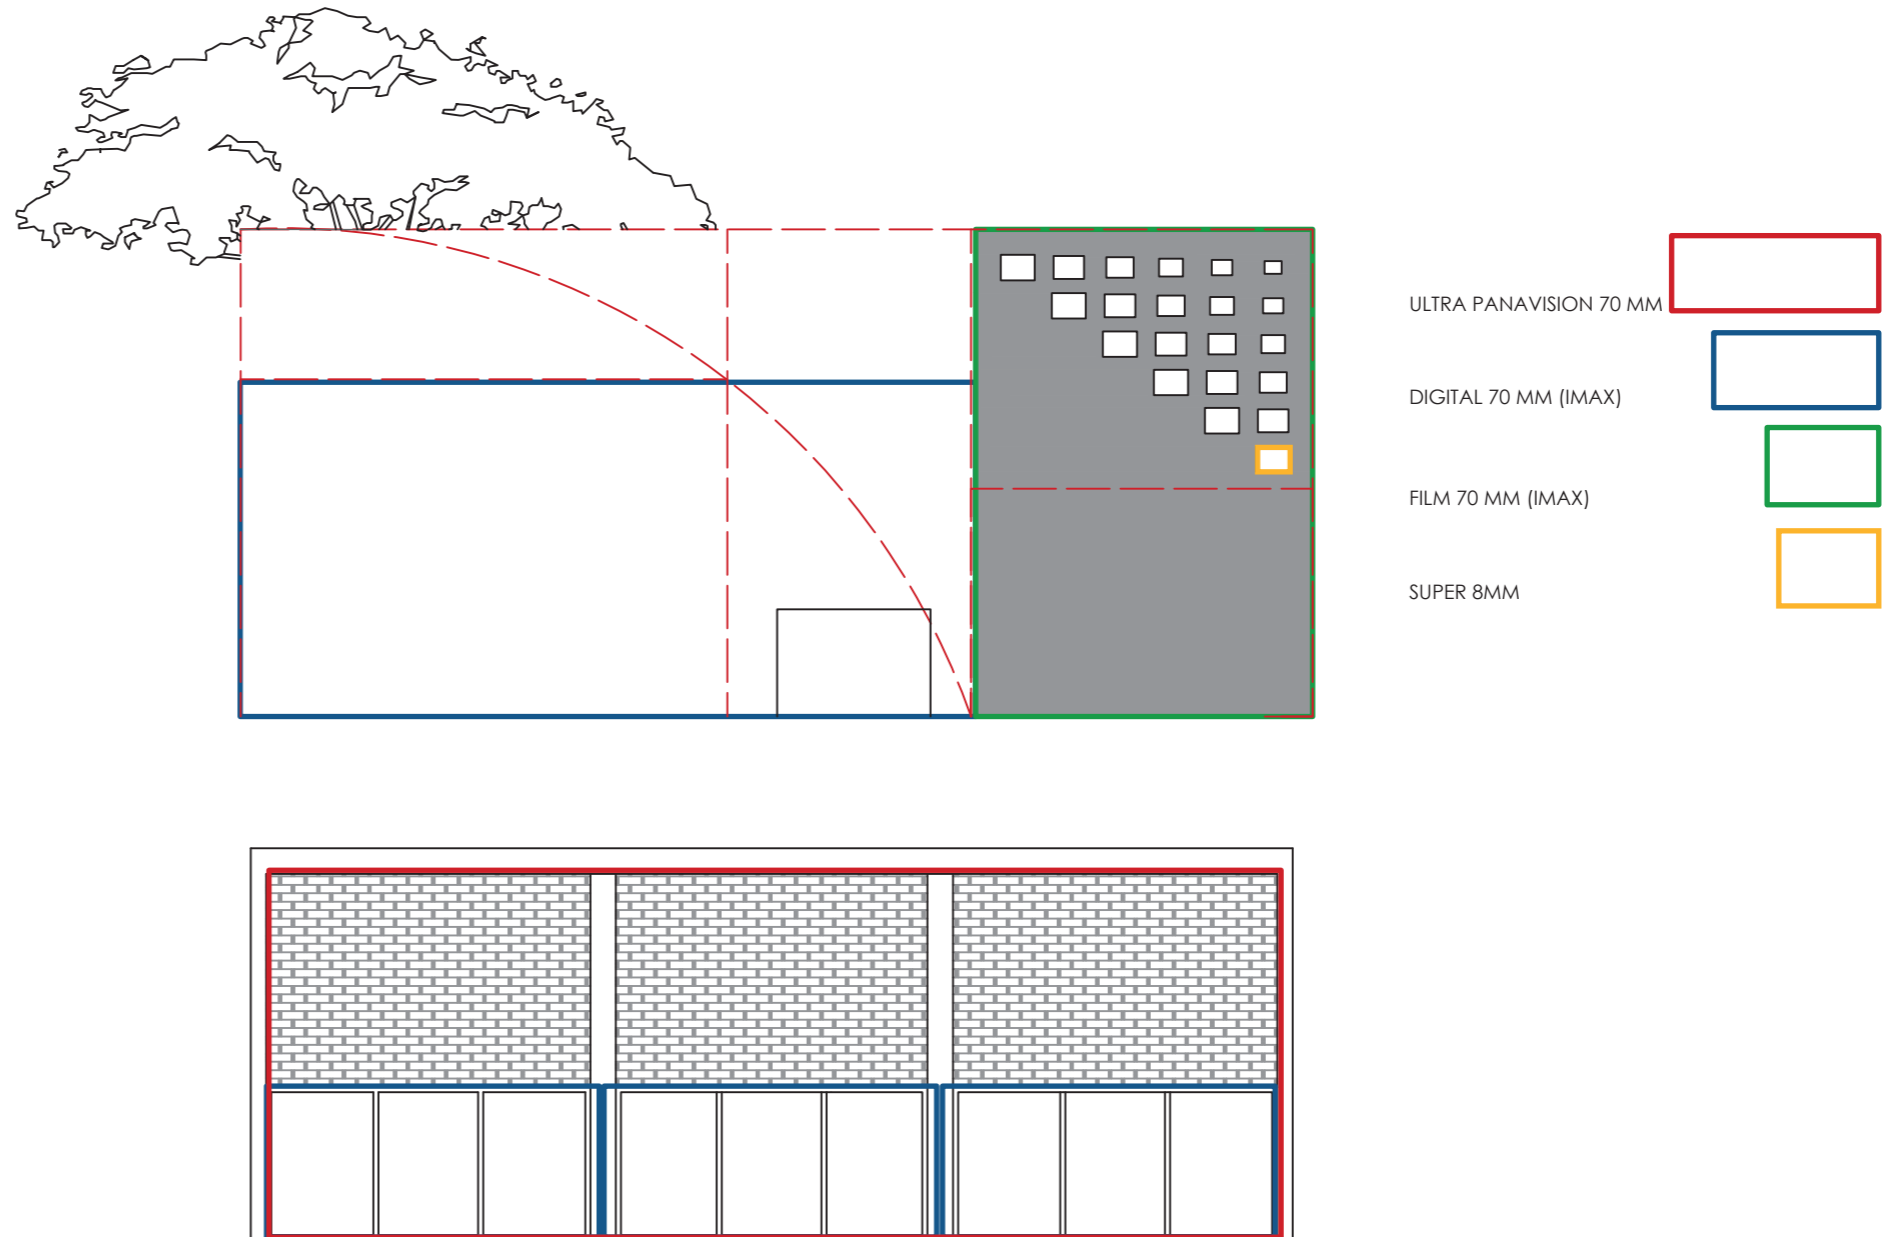 ULTRA PANAVISION 70 MM
DIGITAL 70 MM (IMAX)
FILM 70 MM (IMAX)
SUPER 8MM